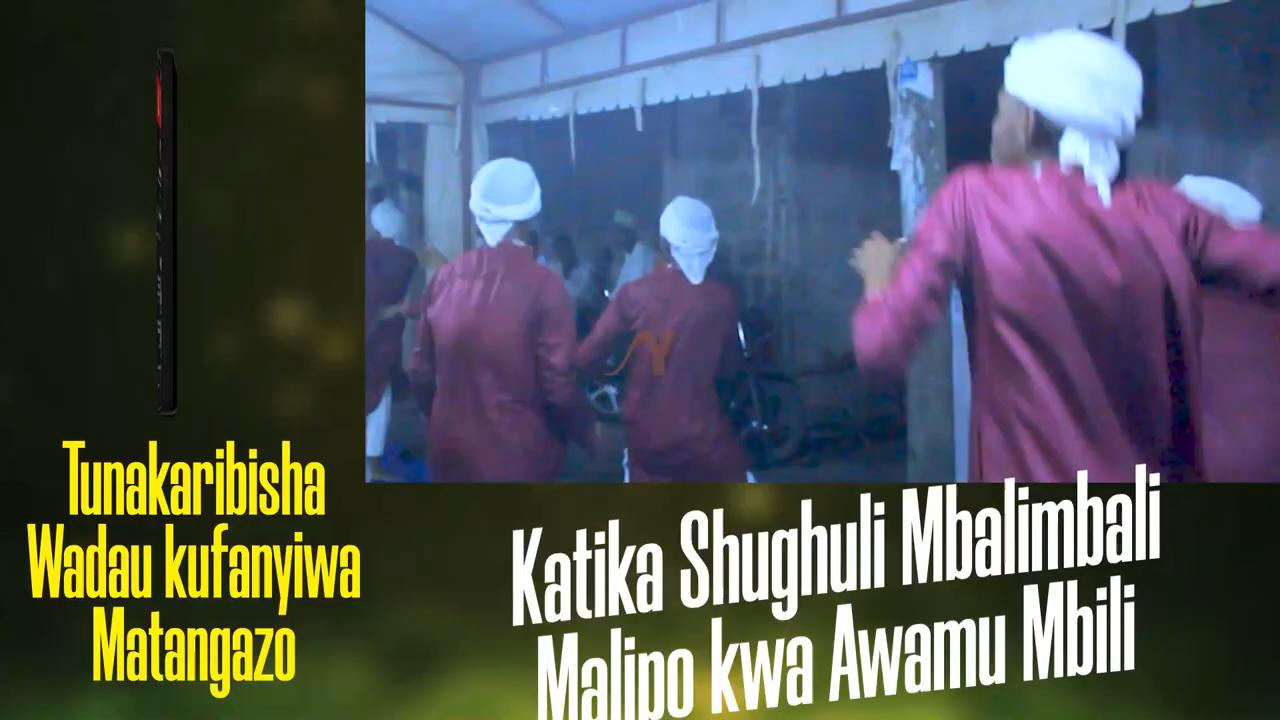 Tunakaribisha
Wadau kufanyiwa
Matangazo
Katika Shughuli Mbalimbali
Malipo kwa Awamu Mbili